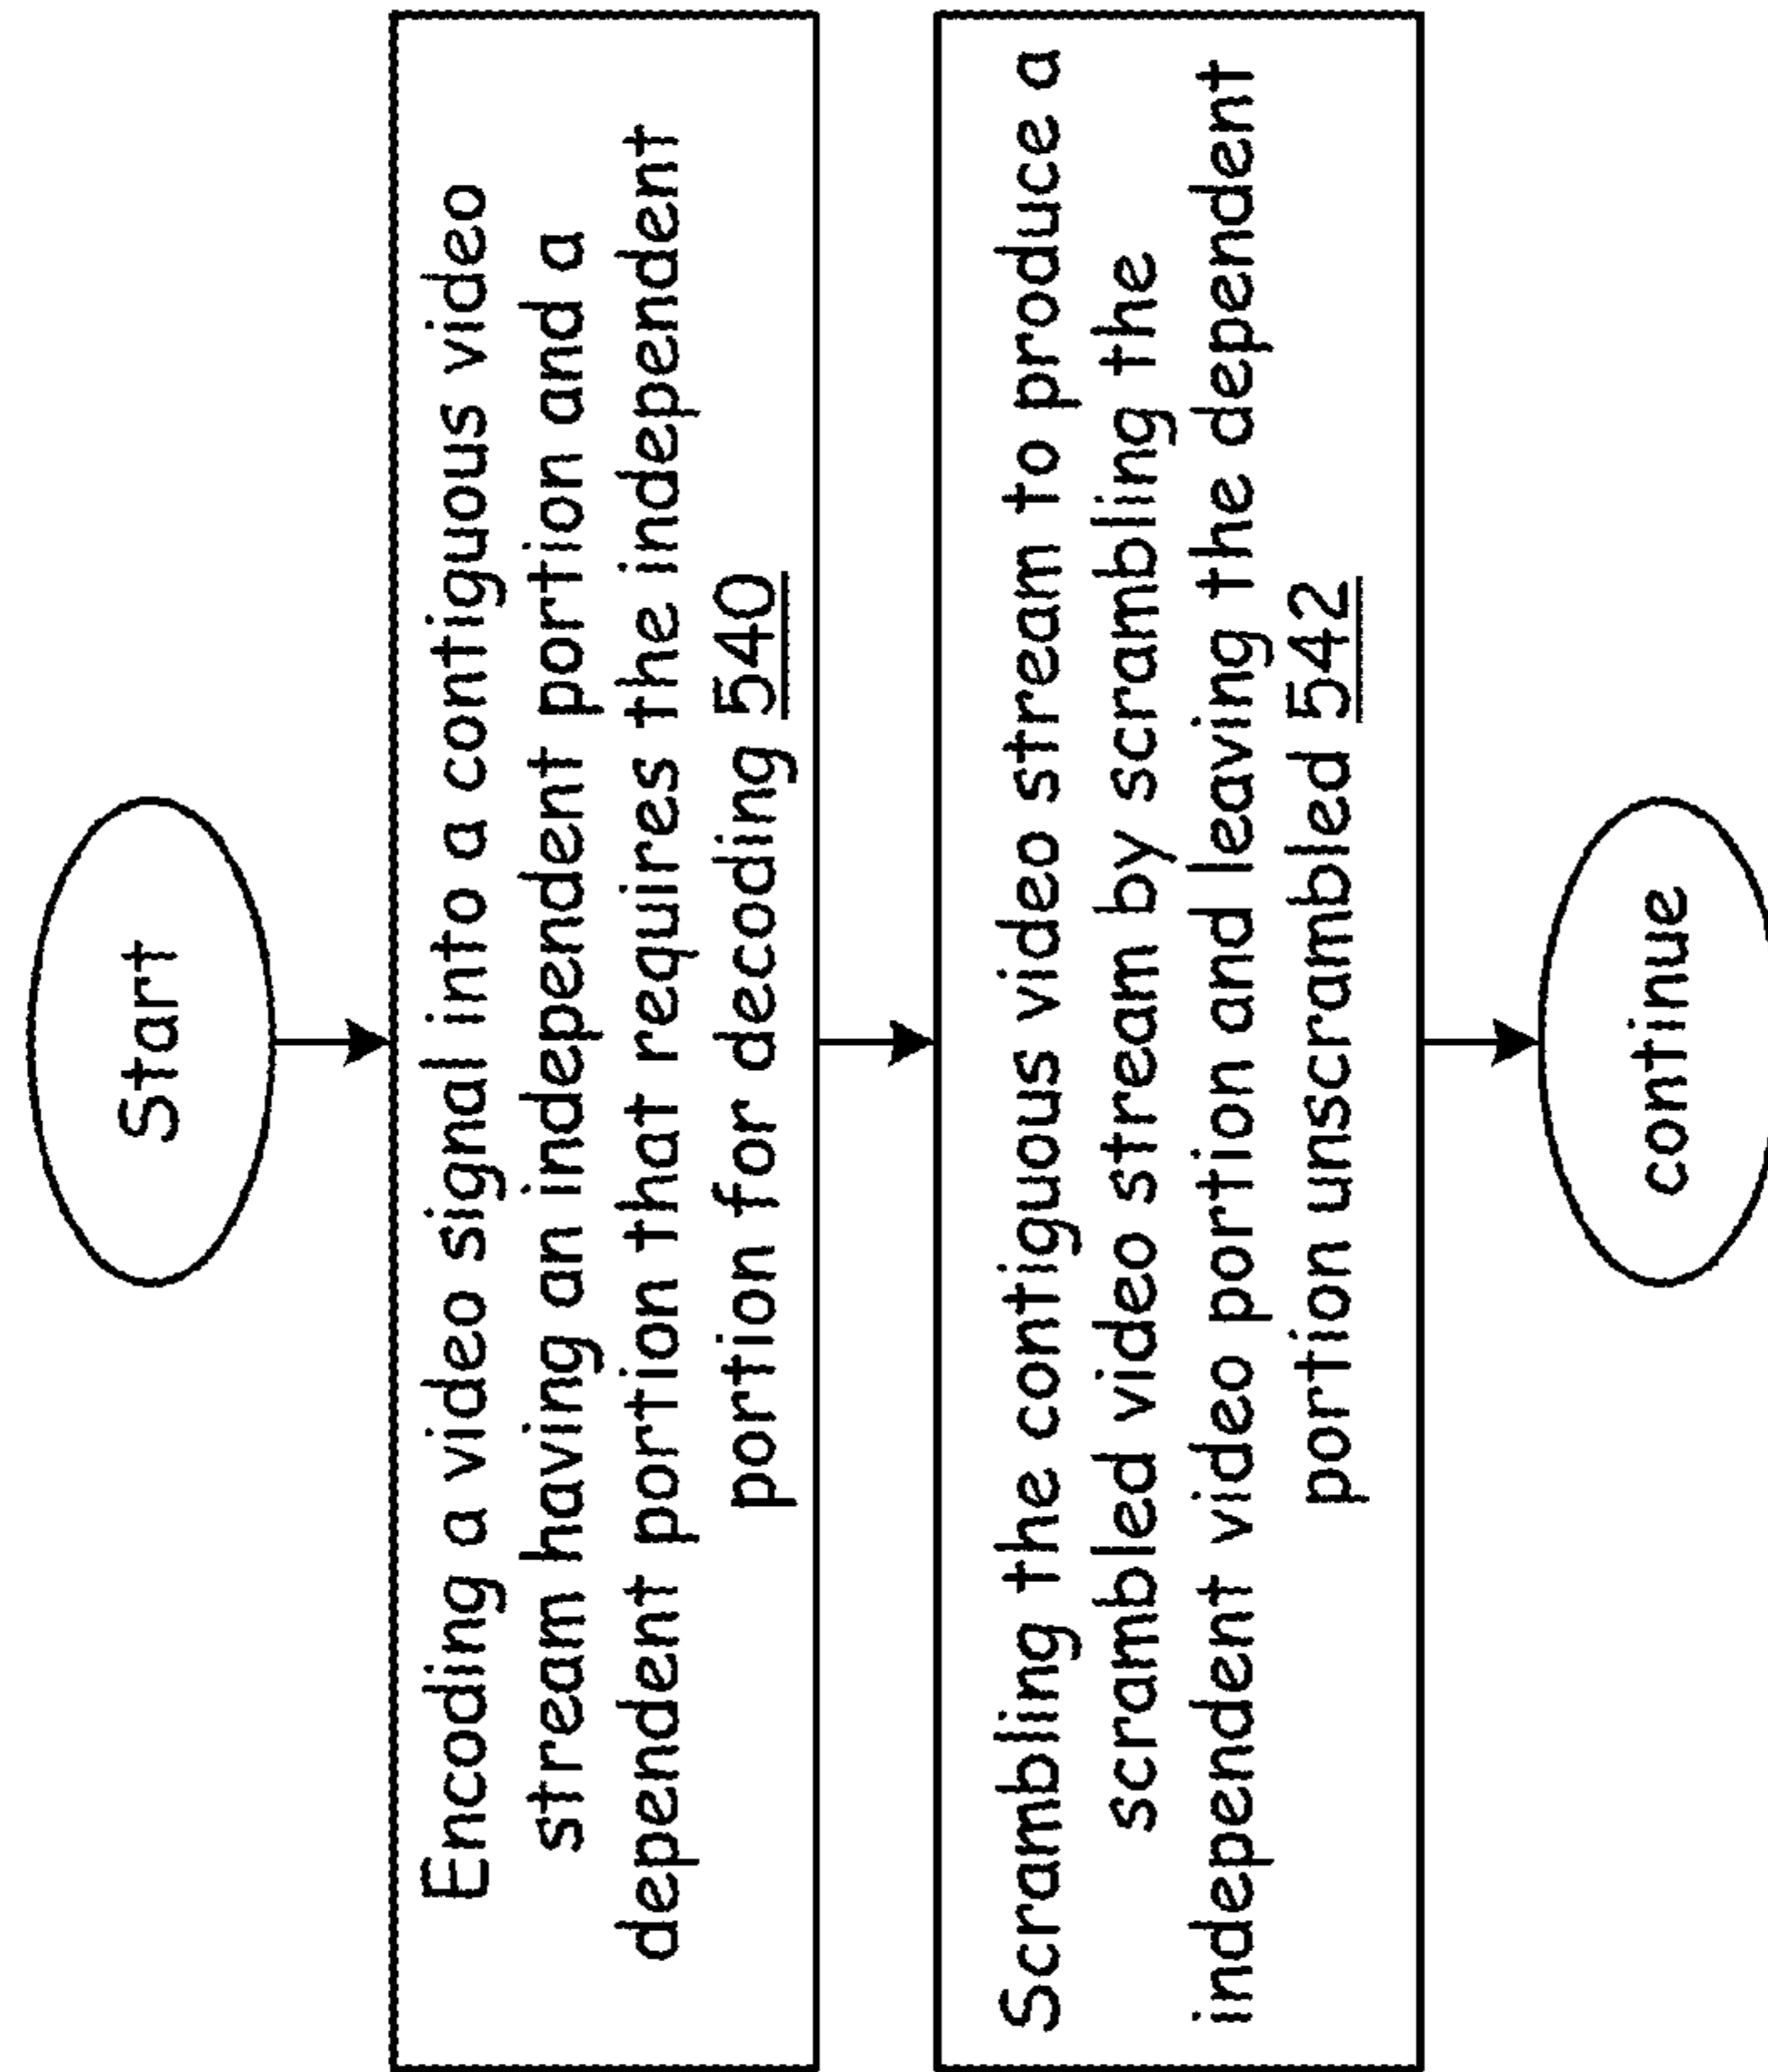 Start
Encoding a video signal into a contiguous video
stream having an independent portion and a
dependent portion that requires the independent
portion for decoding 540
Scrambling the contiguous video stream to produce a
scrambled video stream by scrambling the
independent video portion and leaving the dependent
portion unscrambled 542
continue